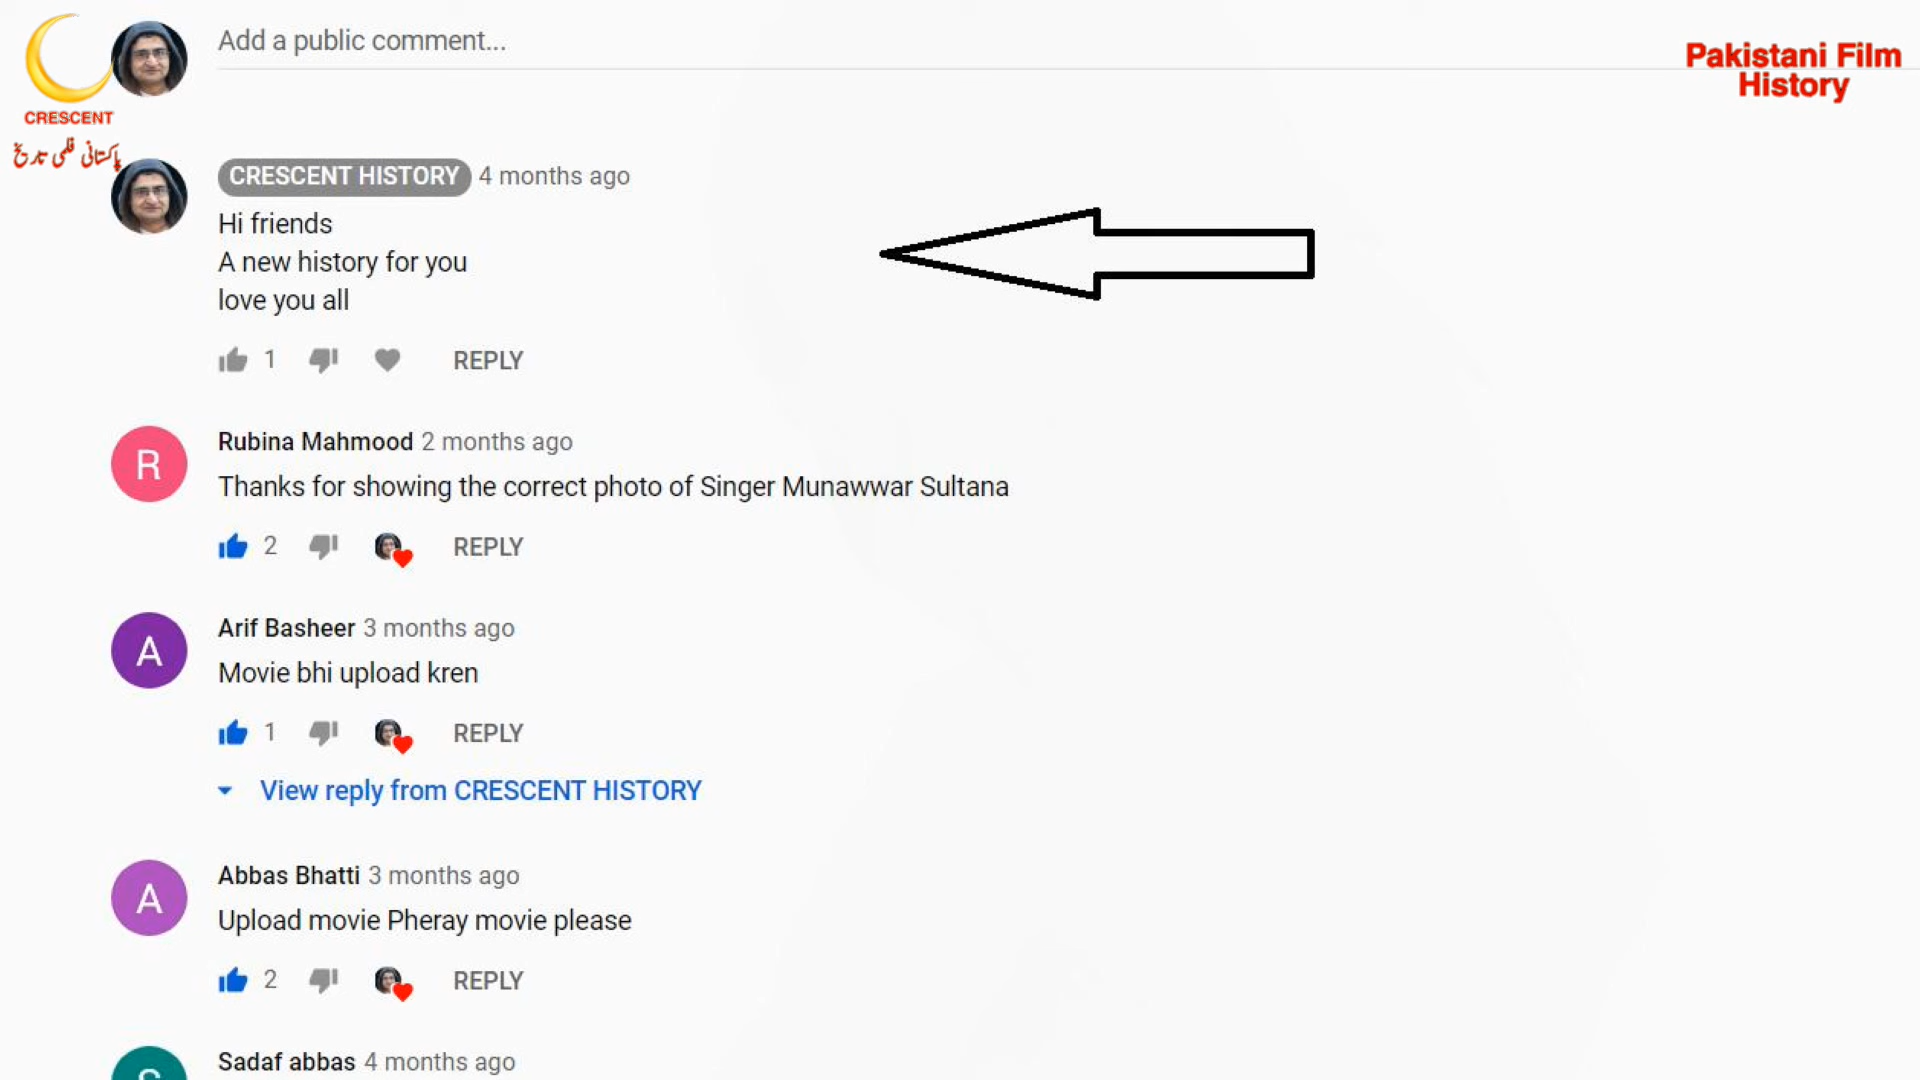 Add a public comment...
Pakistani Film
History
CRESCENT
پاکستانی فلمی تاریخ
CRESCENT HISTORY 4 months ago
Hi friends
A new history for you
love you all
1 REPLY
R
Rubina Mahmood 2 months ago
Thanks for showing the correct photo of Singer Munawwar Sultana
2 REPLY
A
Arif Basheer 3 months ago
Movie bhi upload kren
1 REPLY
View reply from CRESCENT HISTORY
A
Abbas Bhatti 3 months ago
Upload movie Pheray movie please
2 REPLY
S
Sadaf abbas 4 months ago